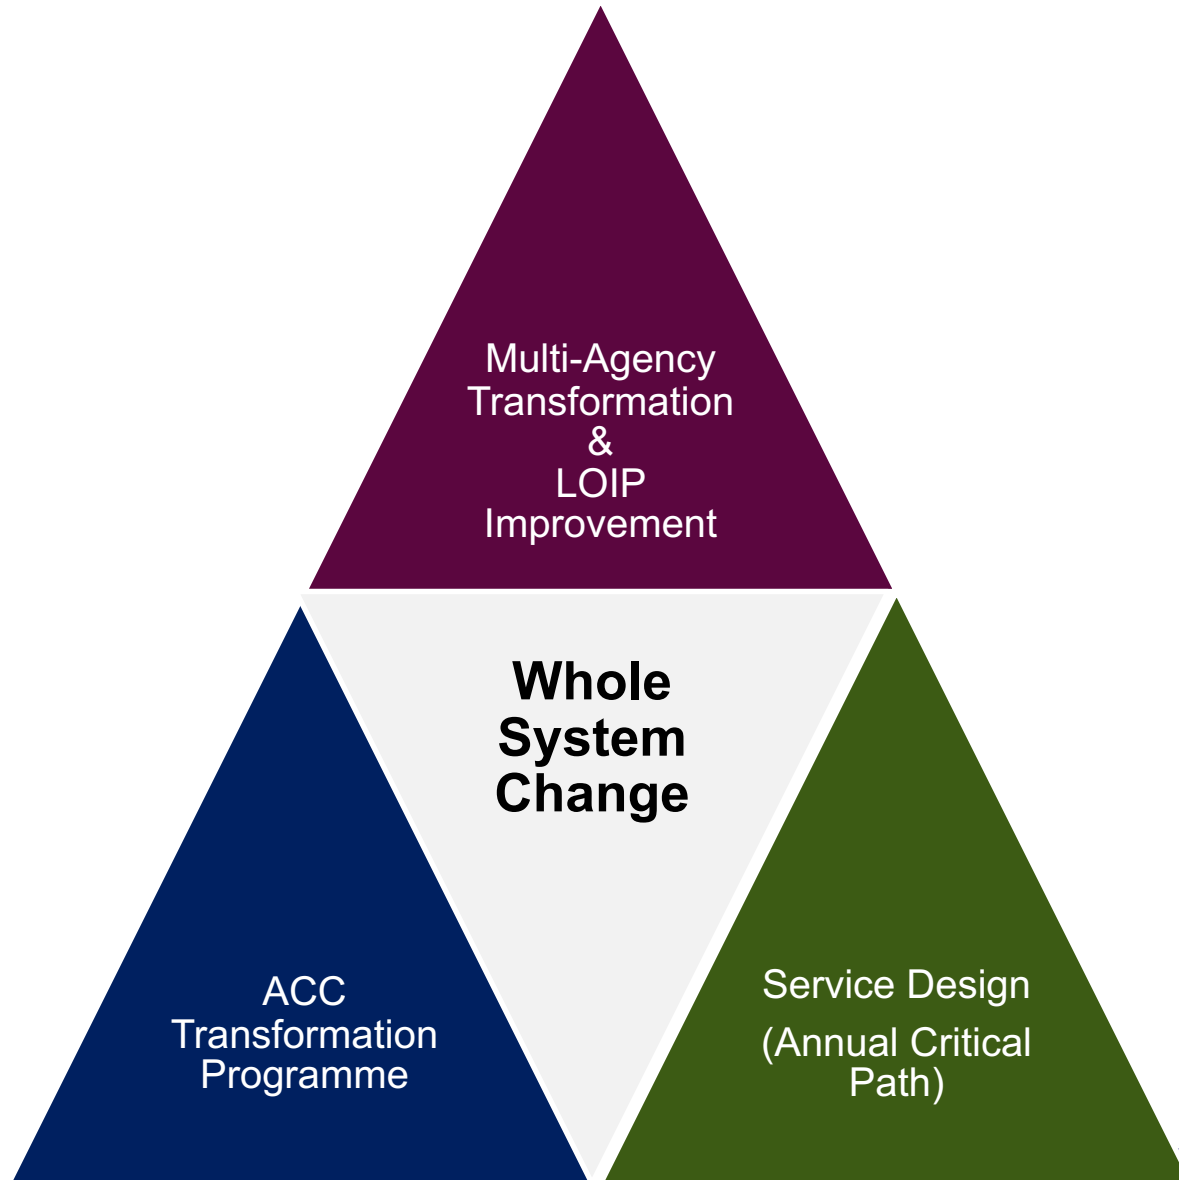 Multi-Agency
Transformation
&
LOIP
Improvement
Whole
System
Change
ACC
Transformation
Programme
Service Design
(Annual Critical
Path)